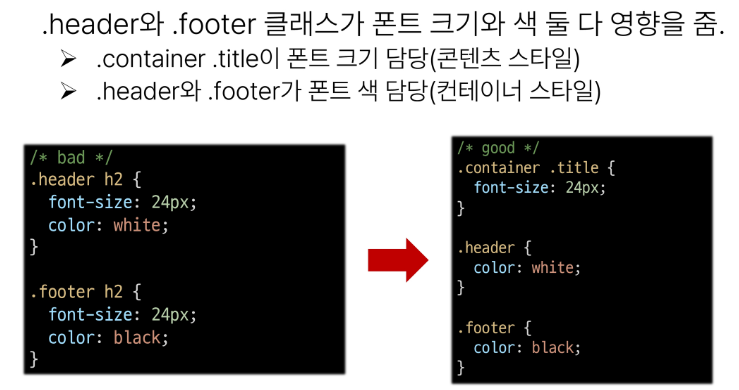 .header와 .footer 클래스가 폰트 크기와 색 둘 다 영향을 줌.
➢ .container .title이 폰트 크기 담당(콘텐츠 스타일)
➢ .header와 .footer가 폰트 색 담당(컨테이너 스타일)
/* bad */
.header h2 {
  font-size: 24px;
  color: white;
}

.footer h2 {
  font-size: 24px;
  color: black;
}
/* good */
.container .title {
  font-size: 24px;
}

.header {
  color: white;
}

.footer {
  color: black;
}